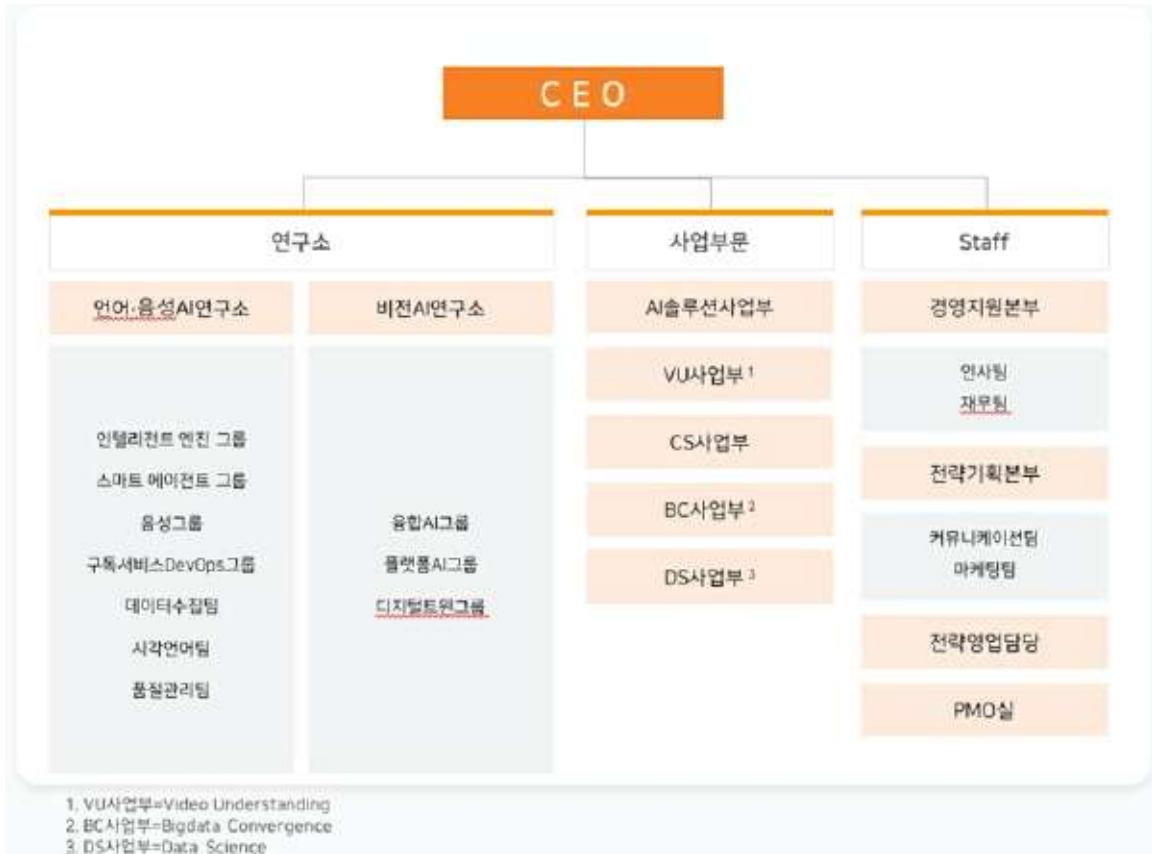 CEO
연구소
언어·음성AI연구소
인텔리전트 엔진 그룹
스마트 에이전트 그룹
음성그룹
구독서비스DevOps그룹
데이터수집팀
시각언어팀
품질관리팀
비전AI연구소
융합AI그룹
플랫폼AI그룹
디지털트윈그룹
사업부문
AI솔루션사업부
VU사업부 1
CS사업부
BC사업부 2
DS사업부 3
Staff
경영지원본부
인사팀
재무팀
전략기획본부
커뮤니케이션팀
마케팅팀
전략영업담당
PMO실
1. VU사업부=Video Understanding
2. BC사업부=Bigdata Convergence
3. DS사업부=Data Science